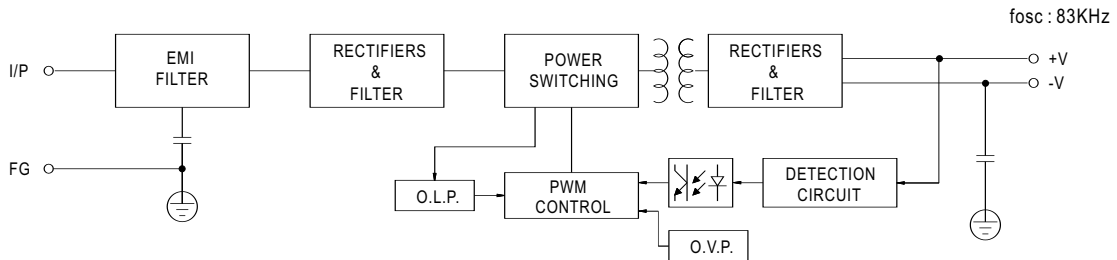 fosc : 83KHz
I/P
EMI
FILTER
RECTIFIERS
&
FILTER
POWER
SWITCHING
RECTIFIERS
&
FILTER
+V
-V
FG
O.L.P.
PWM
CONTROL
DETECTION
CIRCUIT
O.V.P.